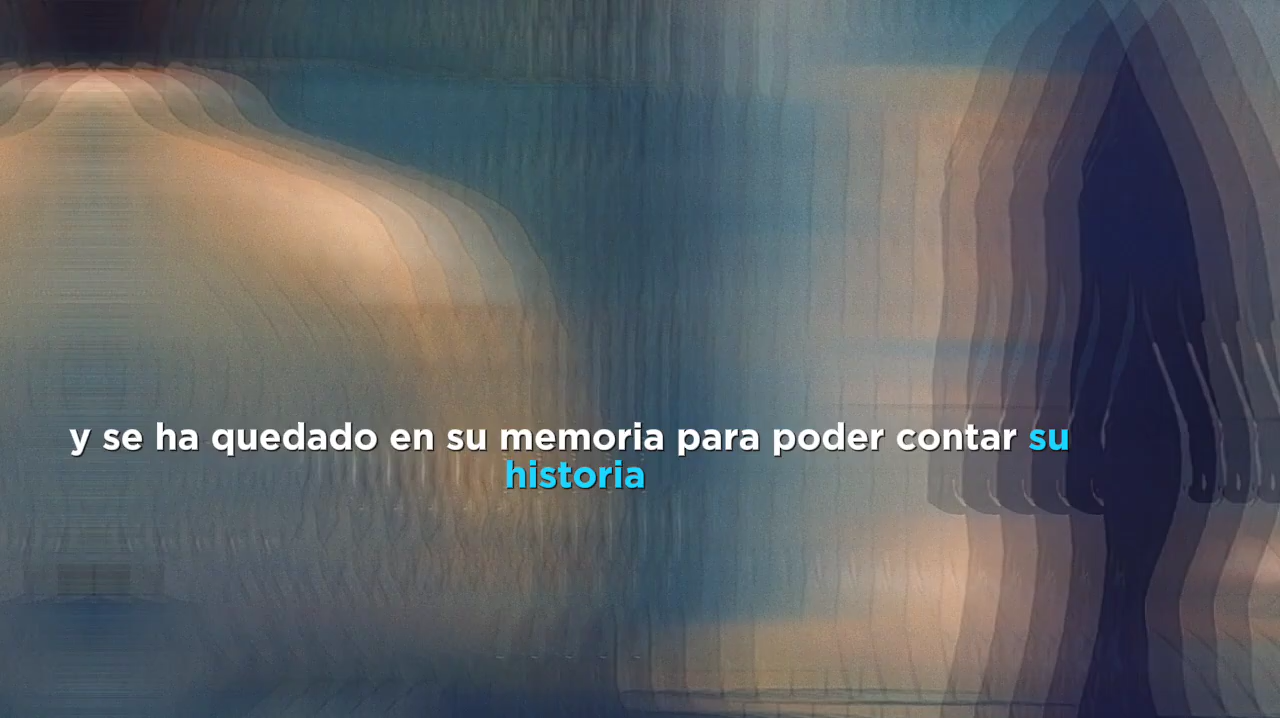 y se ha quedado en su memoria para poder contar su
historia